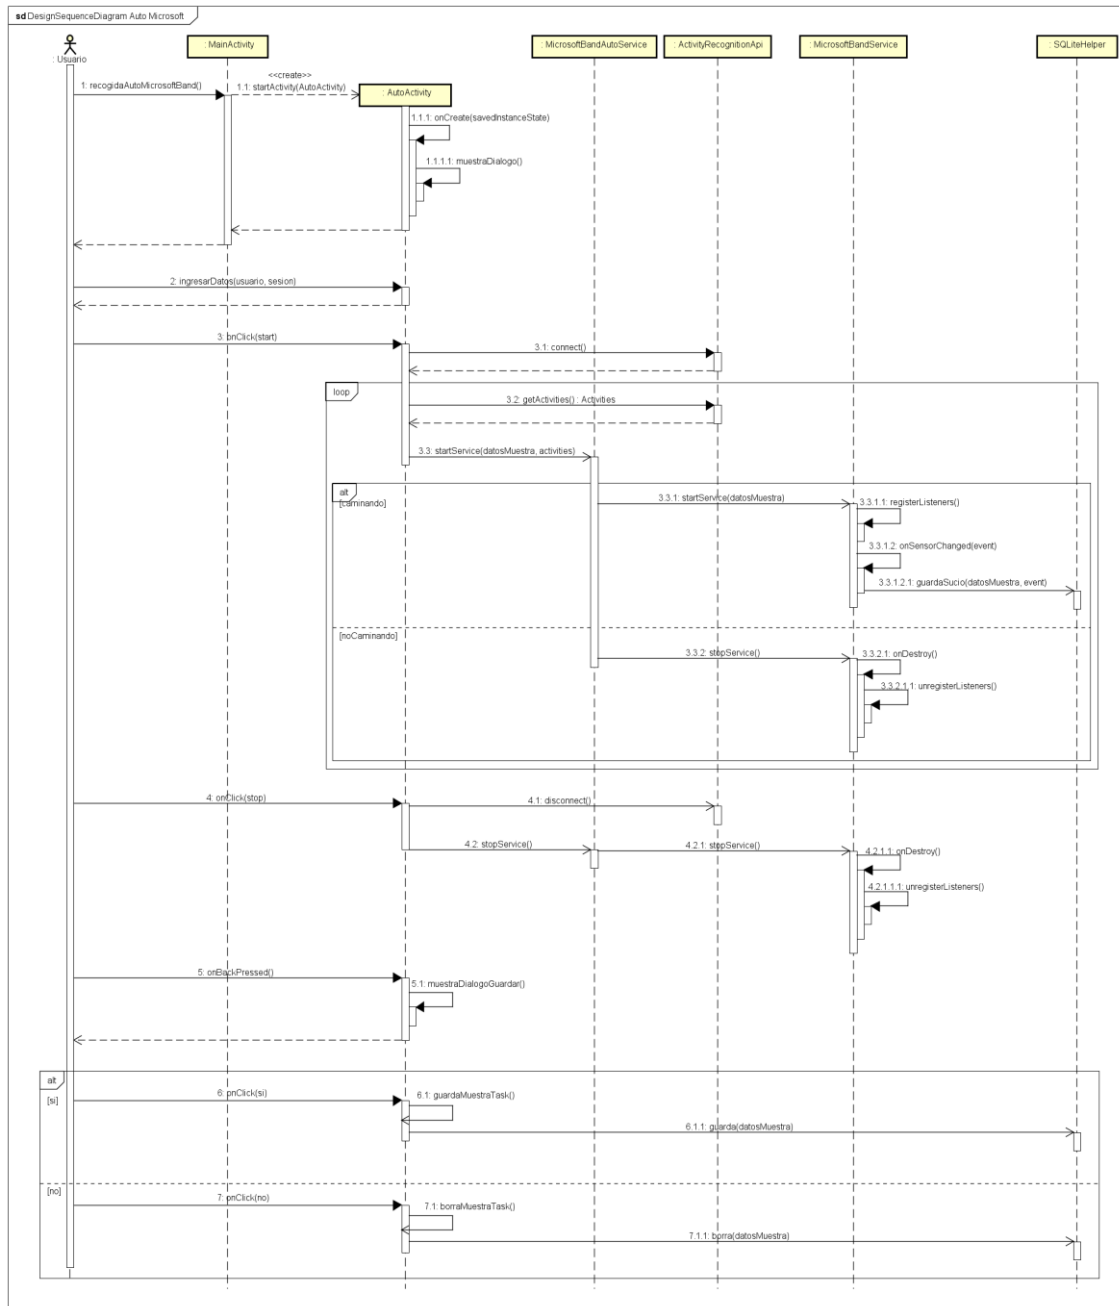 sd DesignSequenceDiagram Auto Microsoft
: Usuario
: MainActivity
: MicrosoftBandAutoService
: ActivityRecognitionApi
: MicrosoftBandService
: SQLiteHelper
1: recogidaAutoMicrosoftBand()
<<create>>
1.1: startActivity(AutoActivity)
: AutoActivity
1.1.1: onCreate(savedInstanceState)
1.1.1.1: muestraDialogo()
2: ingresarDatos(usuario, sesion)
3: onClick(start)
3.1: connect()
loop
3.2: getActivities() : Activities
3.3: startService(datosMuestra, activities)
alt
[caminando]
3.3.1: startService(datosMuestra)
3.3.1.1: registerListeners()
3.3.1.2: onSensorChanged(event)
3.3.1.2.1: guardaSucio(datosMuestra, event)
[noCaminando]
3.3.2: stopService()
3.3.2.1: onDestroy()
3.3.2.1.1: unregisterListeners()
4: onClick(stop)
4.1: disconnect()
4.2: stopService()
4.2.1: stopService()
4.2.1.1: onDestroy()
4.2.1.1.1: unregisterListeners()
5: onBackPressed()
5.1: muestraDialogoGuardar()
alt
[si]
6: onClick(si)
6.1: guardaMuestraTask()
6.1.1: guarda(datosMuestra)
[no]
7: onClick(no)
7.1: borraMuestraTask()
7.1.1: borra(datosMuestra)